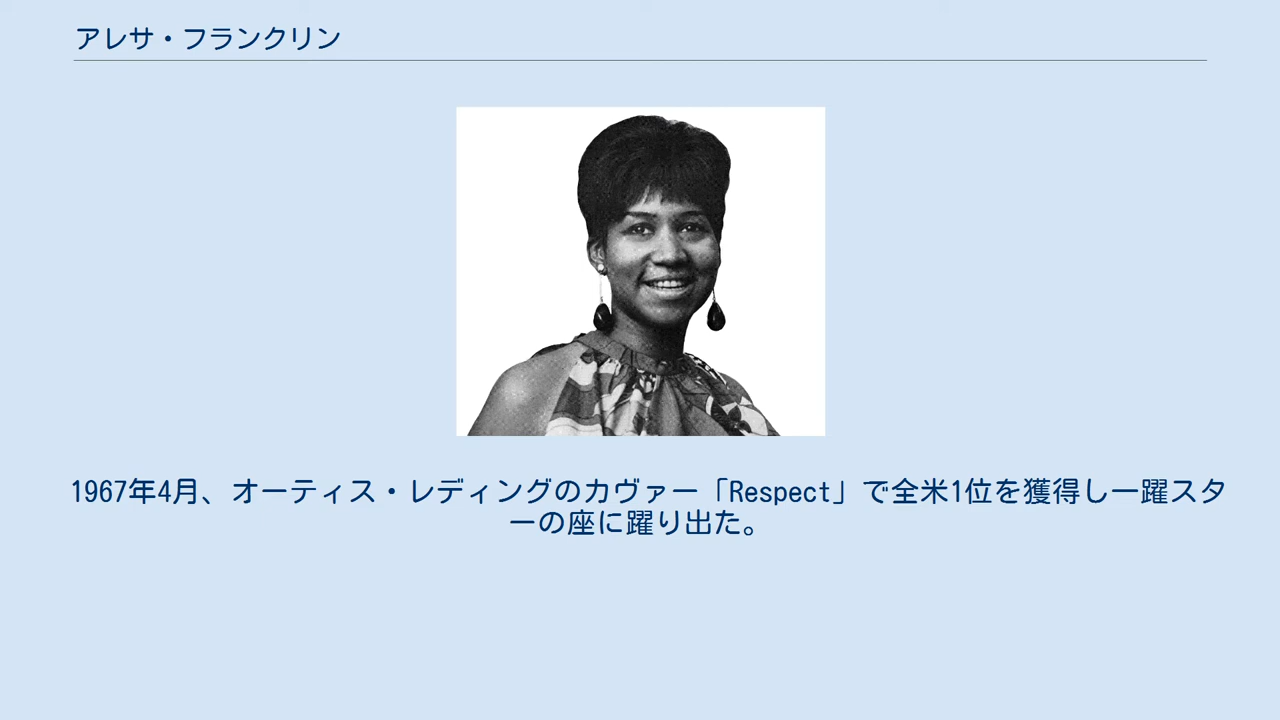 アレサ・フランクリン
1967年4月、オーティス・レディングのカヴァー「Respect」で全米1位を獲得し一躍スタ
ーの座に躍り出た。